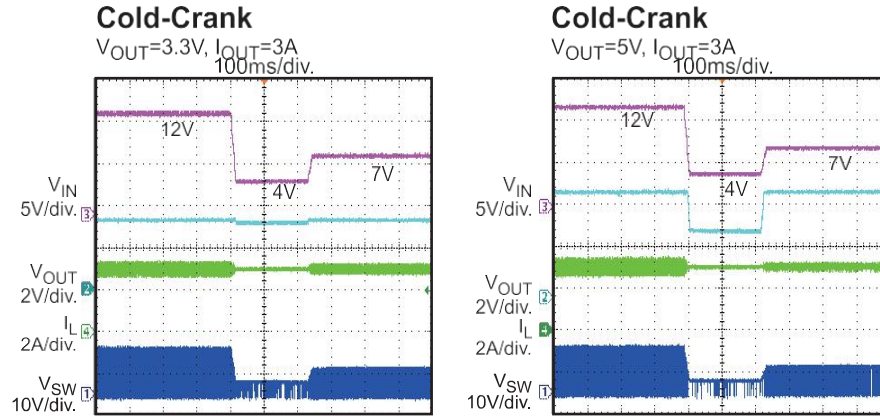 Cold-Crank
VOUT=3.3V, IOUT=3A
100ms/div.
12V
4V
7V
VIN
5V/div.
3
VOUT
2V/div.
2
IL
2A/div.
4
VSW
10V/div.
1
Cold-Crank
VOUT=5V, IOUT=3A
100ms/div.
12V
4V
7V
VIN
5V/div.
3
VOUT
2V/div.
2
IL
2A/div.
4
VSW
10V/div.
1